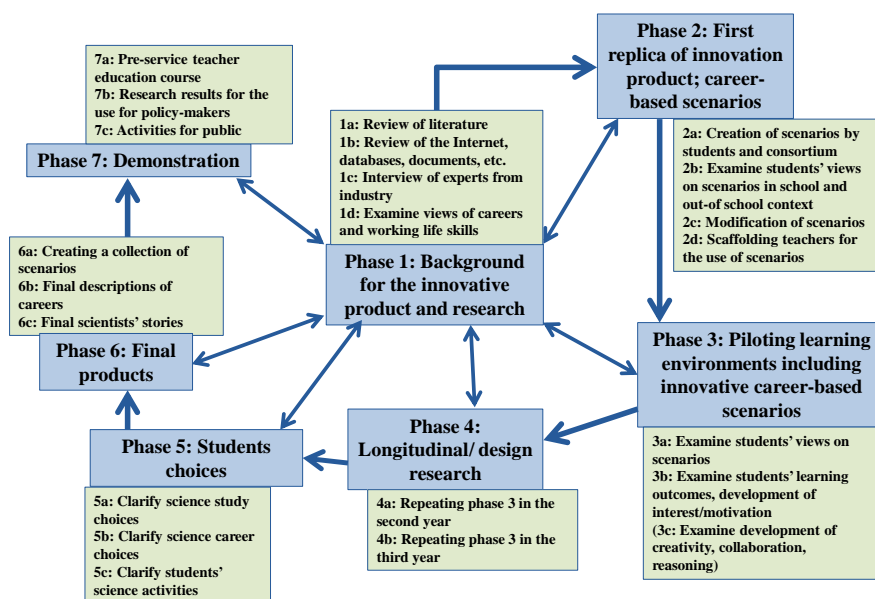 Phase 1: Background
for the innovative
product and research
1a: Review of literature
1b: Review of the Internet,
databases, documents, etc.
1c: Interview of experts from
industry
1d: Examine views of careers
and working life skills
Phase 2: First
replica of innovation
product; career-
based scenarios
2a: Creation of scenarios by
students and consortium
2b: Examine students’ views
on scenarios in school and
out-of school context
2c: Modification of scenarios
2d: Scaffolding teachers for
the use of scenarios
Phase 3: Piloting learning
environments including
innovative career-based
scenarios
3a: Examine students’ views on
scenarios
3b: Examine students’ learning
outcomes, development of
interest/motivation
(3c: Examine development of
creativity, collaboration,
reasoning)
Phase 4:
Longitudinal/ design
research
4a: Repeating phase 3 in the
second year
4b: Repeating phase 3 in the
third year
Phase 5: Students
choices
5a: Clarify science study
choices
5b: Clarify science career
choices
5c: Clarify students’
science activities
6a: Creating a collection of
scenarios
6b: Final descriptions of
careers
6c: Final scientists’ stories
Phase 6: Final
products
7a: Pre-service teacher
education course
7b: Research results for the
use for policy-makers
7c: Activities for public
Phase 7: Demonstration